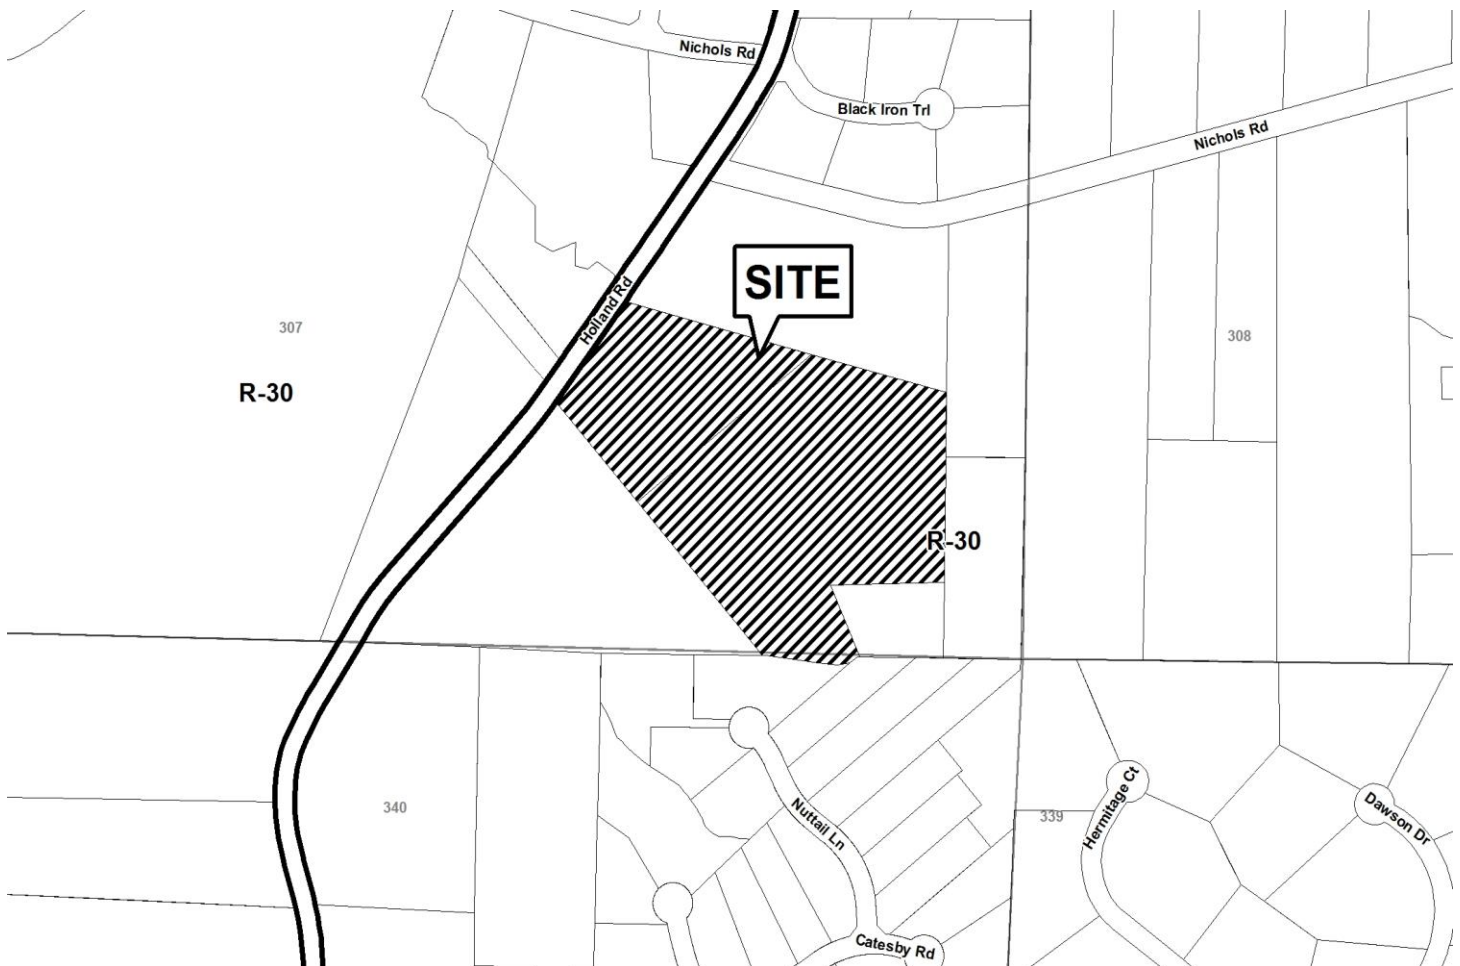 Nichols Rd
Black Iron Trl
Nichols Rd
SITE
Holland Rd
307
308
R-30
R-30
340
339
Hermitage Ct
Dawson Dr
Nuttail Ln
Catesby Rd